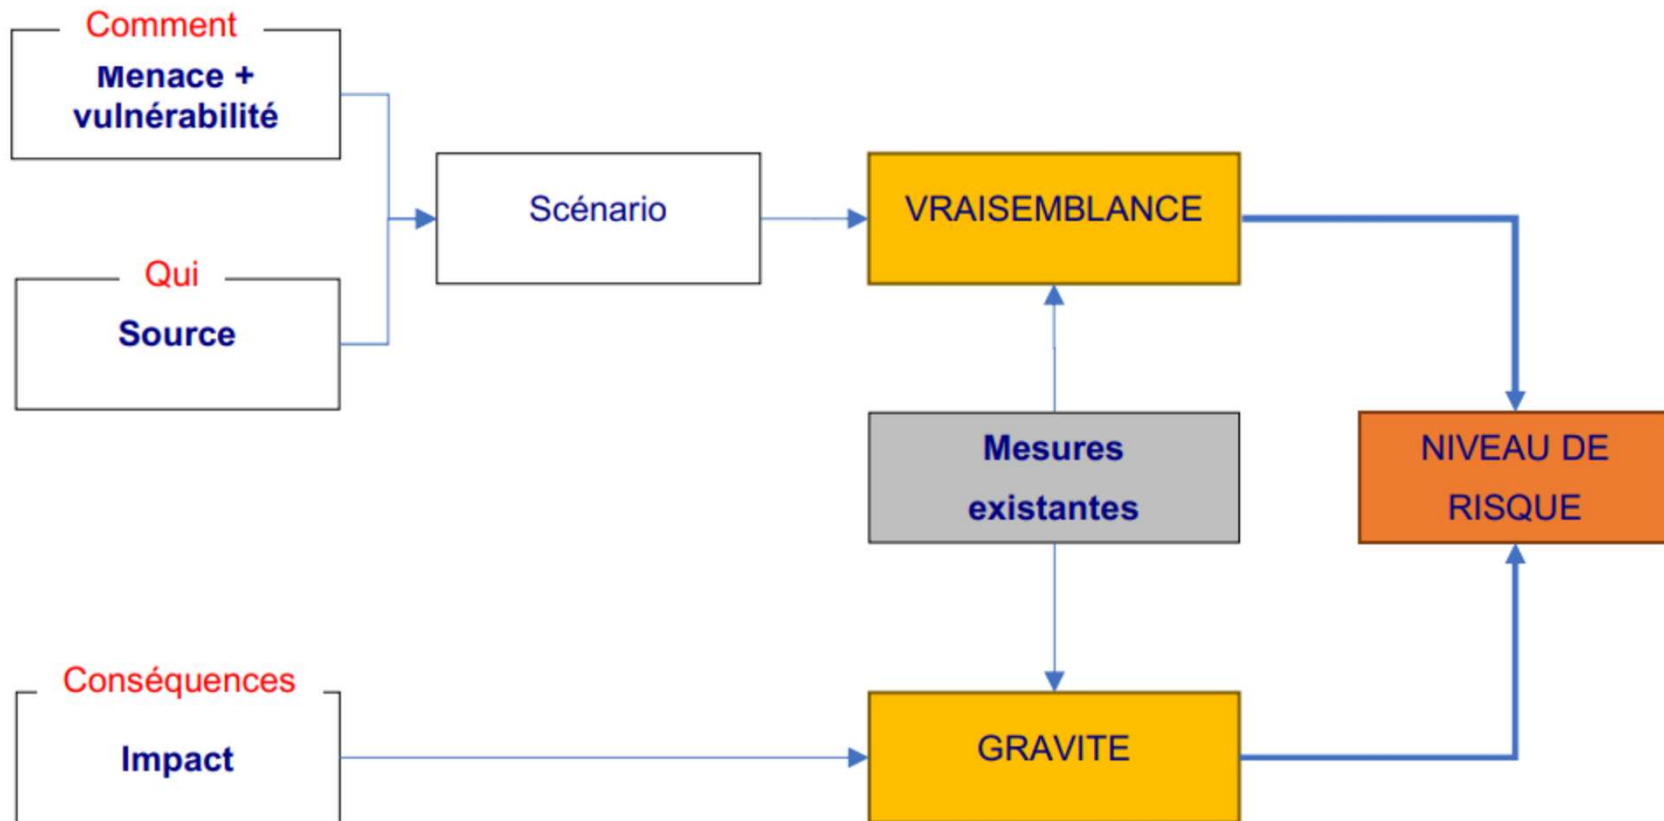 Comment
Menace +
vulnérabilité
Qui
Source
Scénario
VRAISEMBLANCE
Mesures
existantes
NIVEAU DE
RISQUE
Conséquences
Impact
GRAVITE